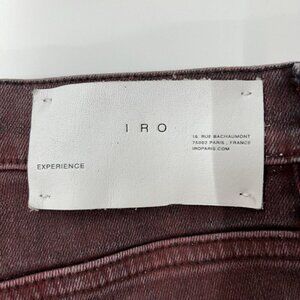 I R O
16, RUE BACHAUMONT
75002 PARIS, FRANCE
IROPARIS.COM
EXPERIENCE